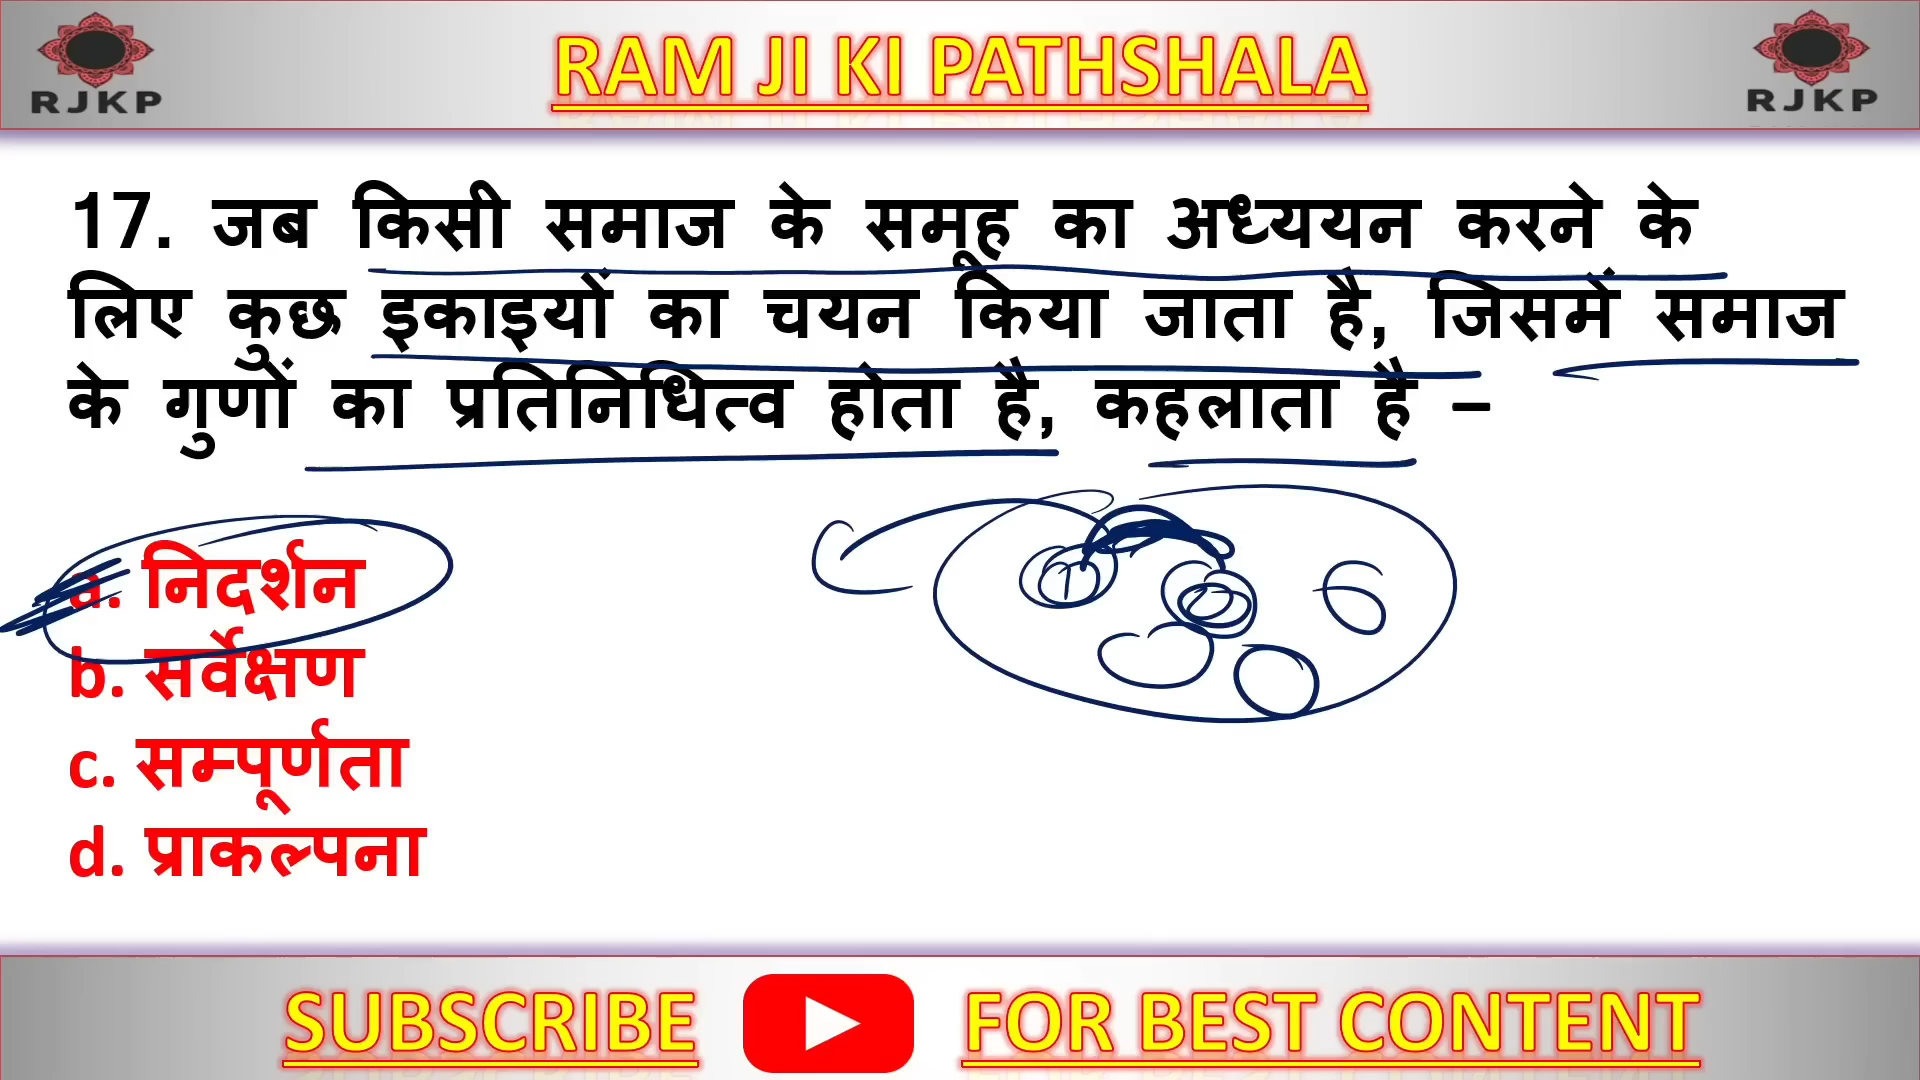 RJKP
RAM JI KI PATHSHALA
RJKP
17. जब किसी समाज के समूह का अध्ययन करने के
लिए कुछ इकाइयों का चयन किया जाता है, जिसमें समाज
के गुणों का प्रतिनिधित्व होता है, कहलाता है –
a. निदर्शन
b. सर्वेक्षण
c. सम्पूर्णता
d. प्राकल्पना
SUBSCRIBE FOR BEST CONTENT